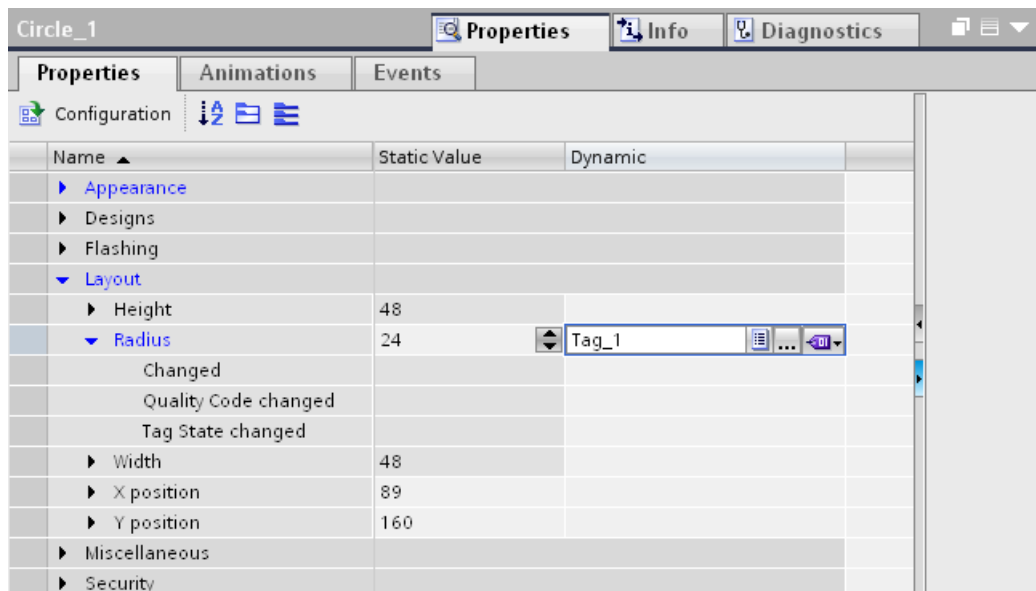 Circle_1 Properties Info Diagnostics
Properties Animations Events
Configuration
Name Static Value Dynamic
Appearance
Designs
Flashing
Layout
Height 48
Radius 24 Tag_1 ...
Changed
Quality Code changed
Tag State changed
Width 48
X position 89
Y position 160
Miscellaneous
Security